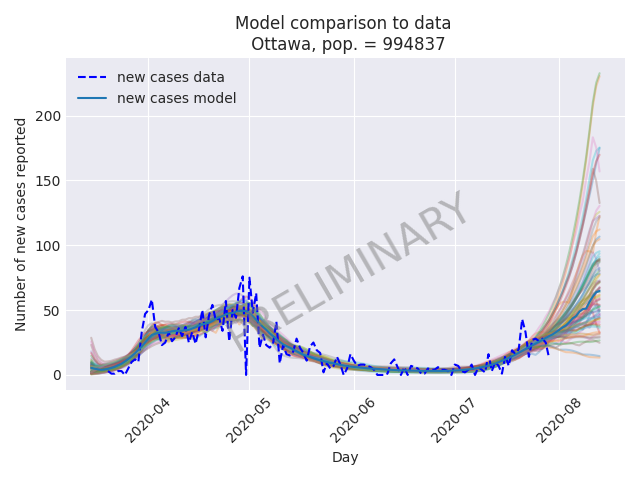 Model comparison to data
Ottawa, pop. = 994837
new cases data
new cases model
Number of new cases reported
200
150
100
50
0
PRELIMINARY
2020-04
2020-05
2020-06
2020-07
2020-08
Day